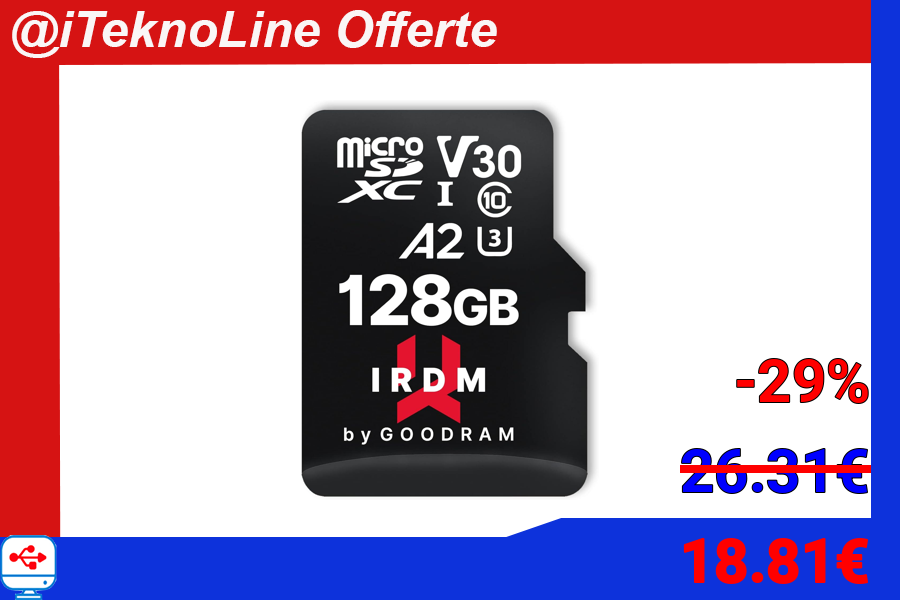 @iTeknoLine Offerte
micro SD XC I V30
10
A2 U3
128GB
IRDM
by GOODRAM
-29%
26.31€
18.81€